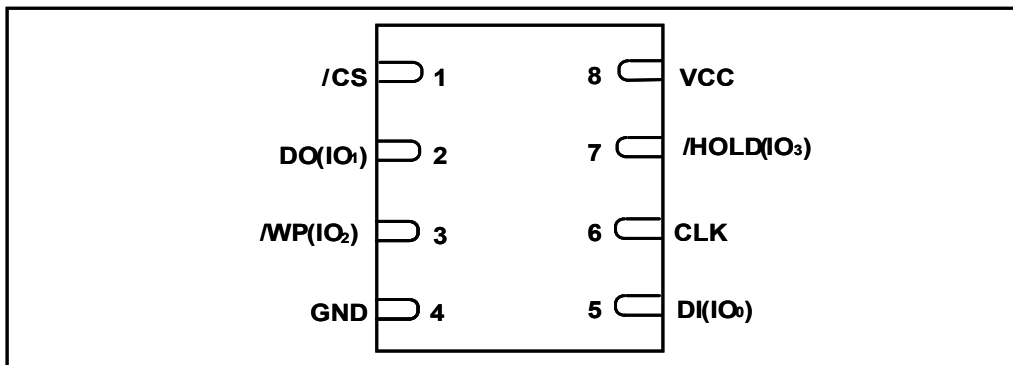 /CS 1 8 VCC
DO(IO₁) 2 7 /HOLD(IO₃)
/WP(IO₂) 3 6 CLK
GND 4 5 DI(IO₀)